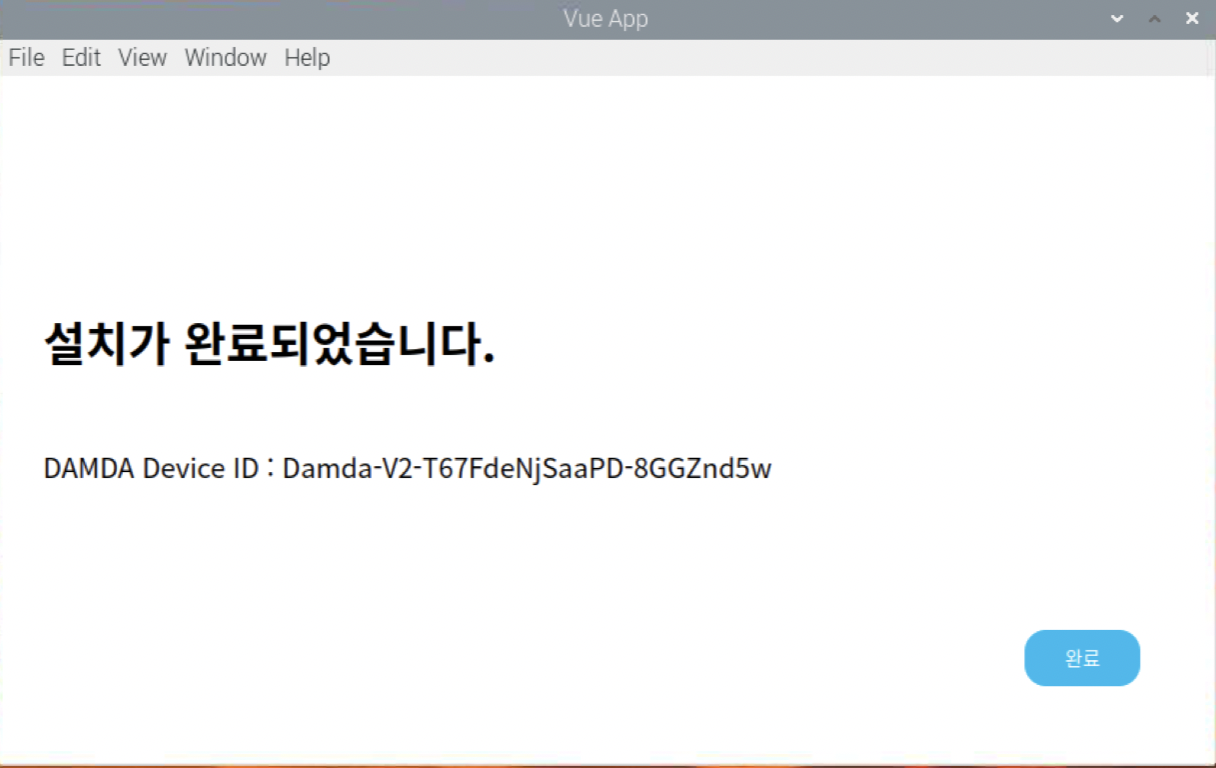 Vue App
File Edit View Window Help
설치가 완료되었습니다.
DAMDA Device ID : Damda-V2-T67FdeNjSaaPD-8GGZnd5w
완료